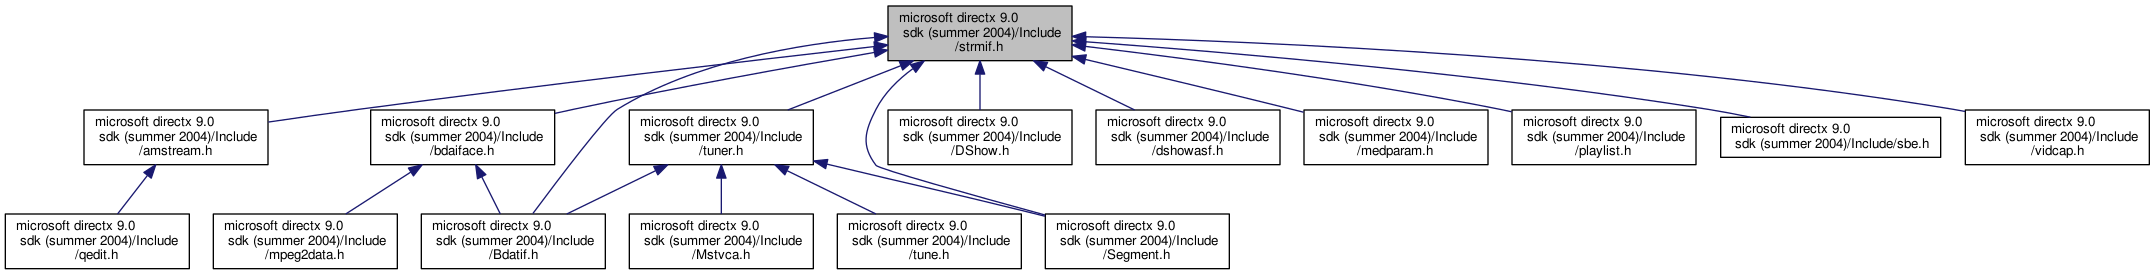 microsoft directx 9.0
sdk (summer 2004)/Include
/strmif.h
microsoft directx 9.0
sdk (summer 2004)/Include
/amstream.h
microsoft directx 9.0
sdk (summer 2004)/Include
/bdaiface.h
microsoft directx 9.0
sdk (summer 2004)/Include
/tuner.h
microsoft directx 9.0
sdk (summer 2004)/Include
/DShow.h
microsoft directx 9.0
sdk (summer 2004)/Include
/dshowasf.h
microsoft directx 9.0
sdk (summer 2004)/Include
/medparam.h
microsoft directx 9.0
sdk (summer 2004)/Include
/playlist.h
microsoft directx 9.0
sdk (summer 2004)/Include/sbe.h
microsoft directx 9.0
sdk (summer 2004)/Include
/vidcap.h
microsoft directx 9.0
sdk (summer 2004)/Include
/qedit.h
microsoft directx 9.0
sdk (summer 2004)/Include
/mpeg2data.h
microsoft directx 9.0
sdk (summer 2004)/Include
/Bdatif.h
microsoft directx 9.0
sdk (summer 2004)/Include
/Mstvca.h
microsoft directx 9.0
sdk (summer 2004)/Include
/tune.h
microsoft directx 9.0
sdk (summer 2004)/Include
/Segment.h